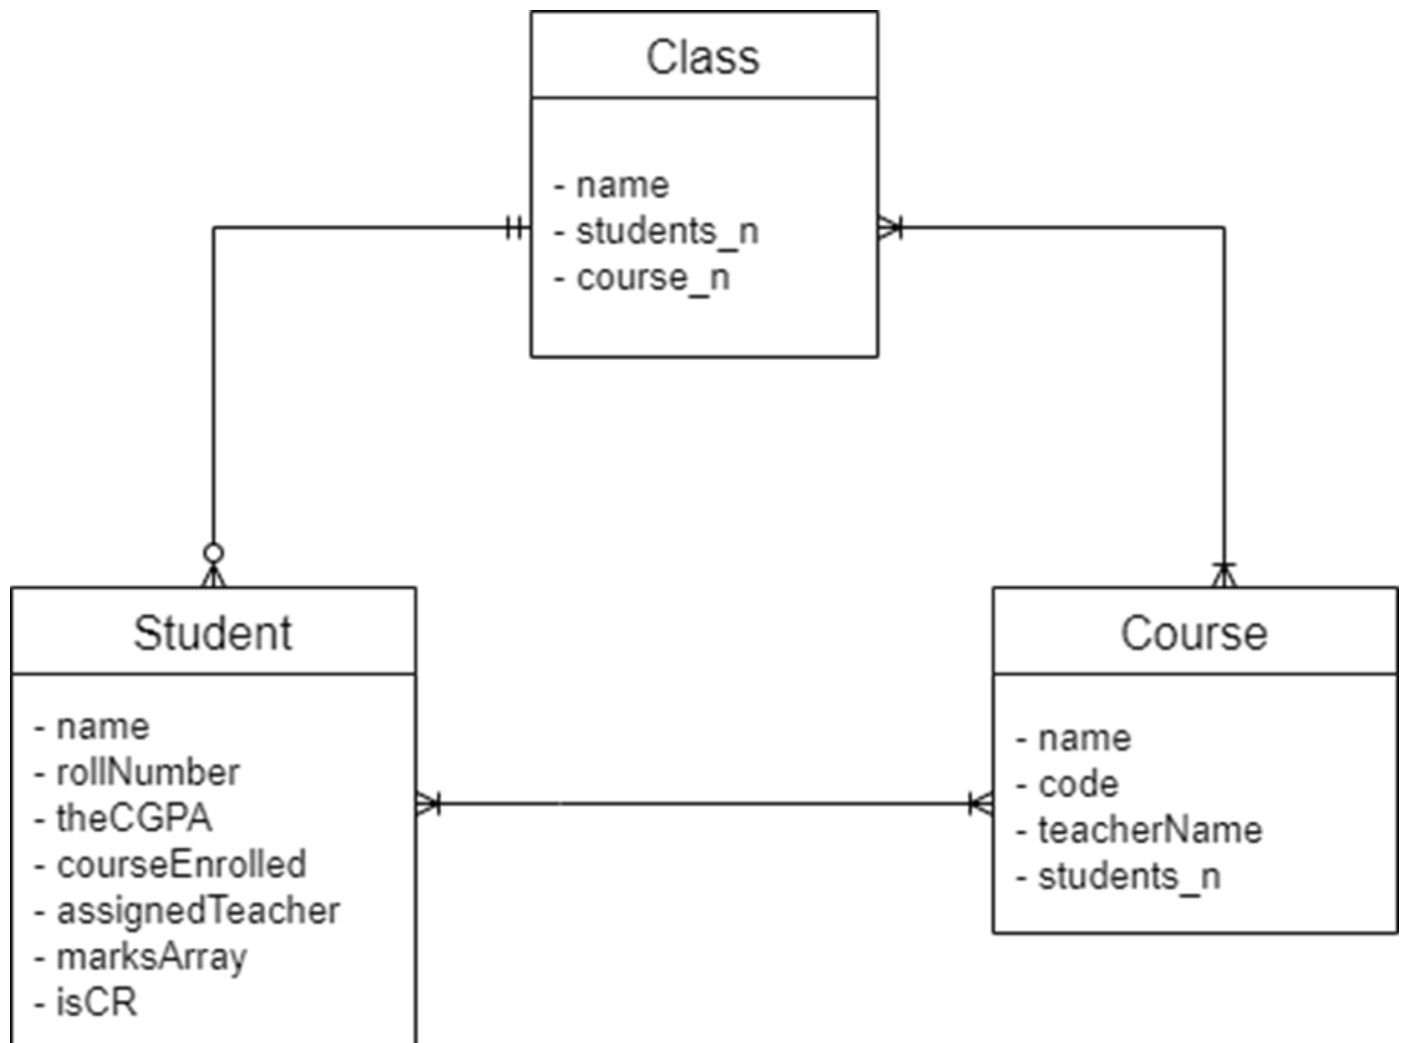 Class
- name
- students_n
- course_n
Student
- name
- rollNumber
- theCGPA
- courseEnrolled
- assignedTeacher
- marksArray
- isCR
Course
- name
- code
- teacherName
- students_n